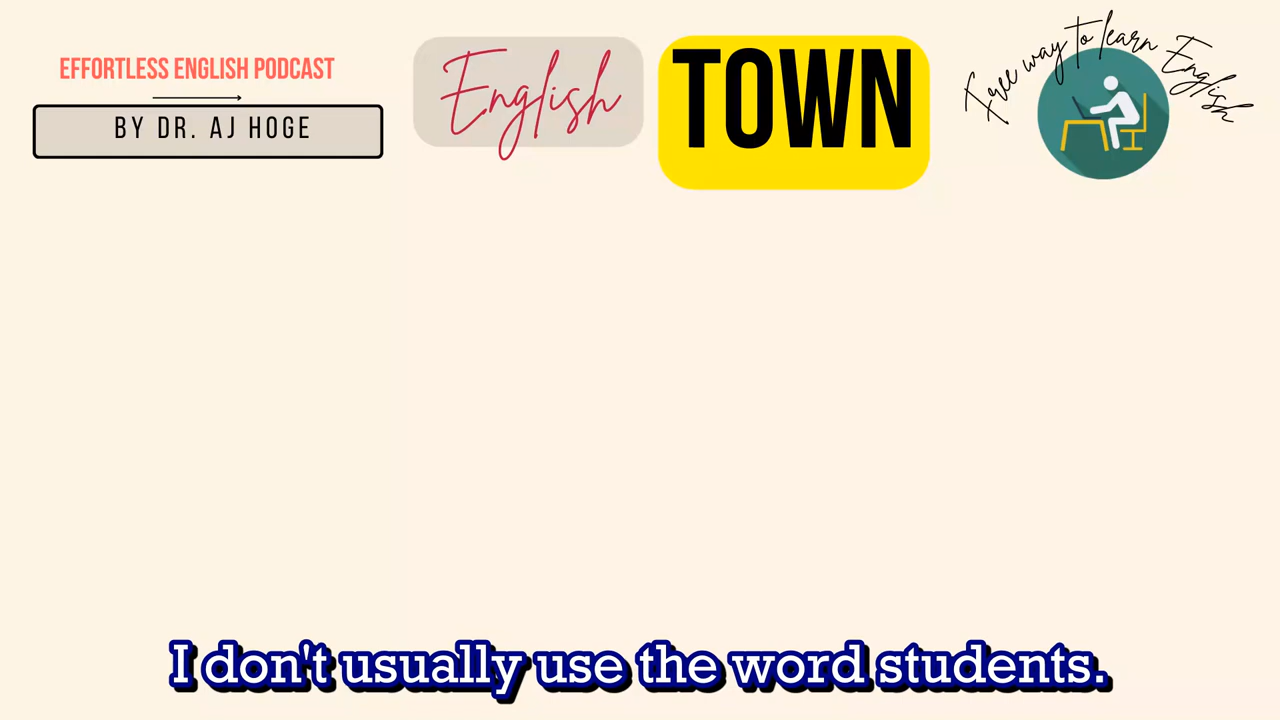 EFFORTLESS ENGLISH PODCAST
BY DR. AJ HOGE
English
TOWN
Free way to learn English
I don't usually use the word students.